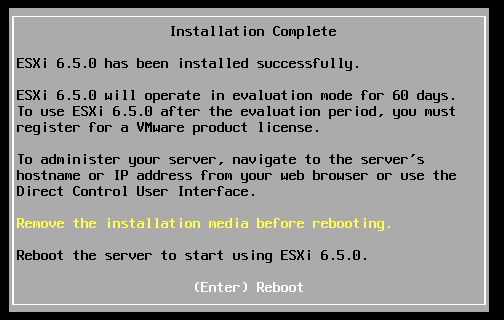 Installation Complete
ESXi 6.5.0 has been installed successfully.
ESXi 6.5.0 will operate in evaluation mode for 60 days.
To use ESXi 6.5.0 after the evaluation period, you must
register for a VMware product license.
To administer your server, navigate to the server's
hostname or IP address from your web browser or use the
Direct Control User Interface.
Remove the installation media before rebooting.
Reboot the server to start using ESXi 6.5.0.
(Enter) Reboot